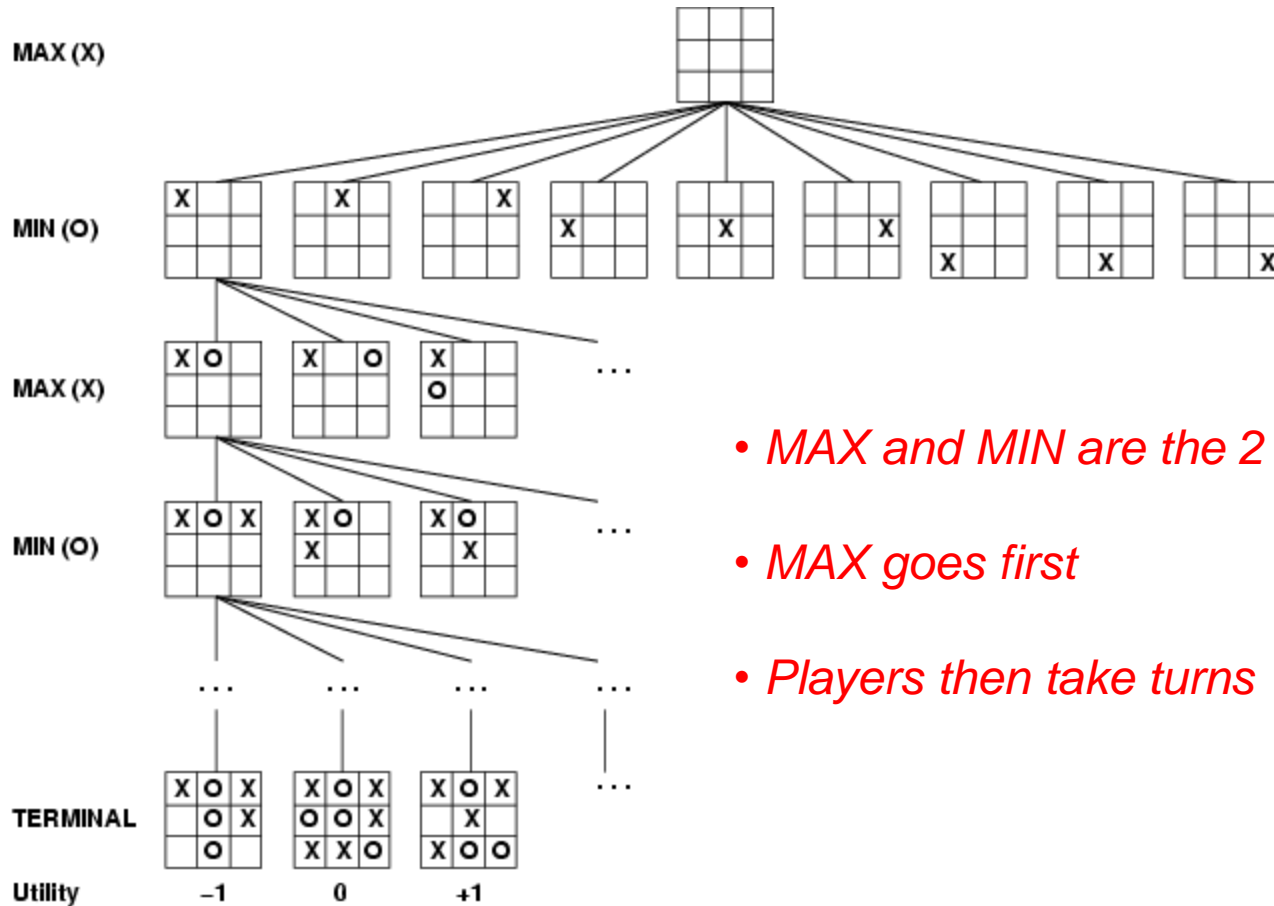 MAX (X)
X X X
MIN (O) X X X
X X X
X O X O X
MAX (X) O ...
• MAX and MIN are the 2
X O X X O X O
MIN (O) X X ...
• MAX goes first
• Players then take turns
... ... ... ...
X O X X O X X O X ...
TERMINAL O X O O X X
O X X O X O O
Utility −1 0 +1